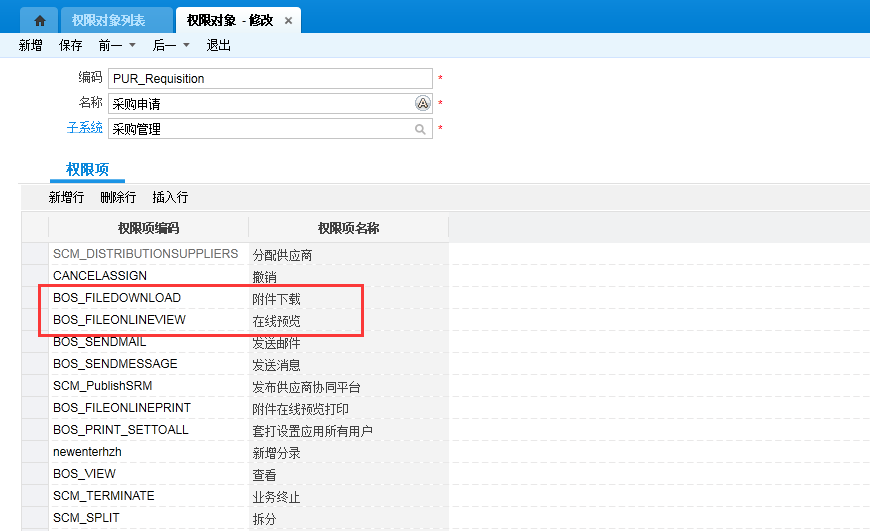 权限对象列表 权限对象 - 修改 ×
新增 保存 前一 后一 退出
编码 PUR_Requisition *
名称 采购申请 A *
子系统 采购管理 *
权限项
新增行 删除行 插入行
权限项编码 权限项名称
SCM_DISTRIBUTIONSUPPLIERS 分配供应商
CANCELASSIGN 撤销
BOS_FILEDOWNLOAD 附件下载
BOS_FILEONLINEVIEW 在线预览
BOS_SENDMAIL 发送邮件
BOS_SENDMESSAGE 发送消息
SCM_PublishSRM 发布供应商协同平台
BOS_FILEONLINEPRINT 附件在线预览打印
BOS_PRINT_SETTOALL 套打设置应用所有用户
newenterhzh 新增分录
BOS_VIEW 查看
SCM_TERMINATE 业务终止
SCM_SPLIT 拆分